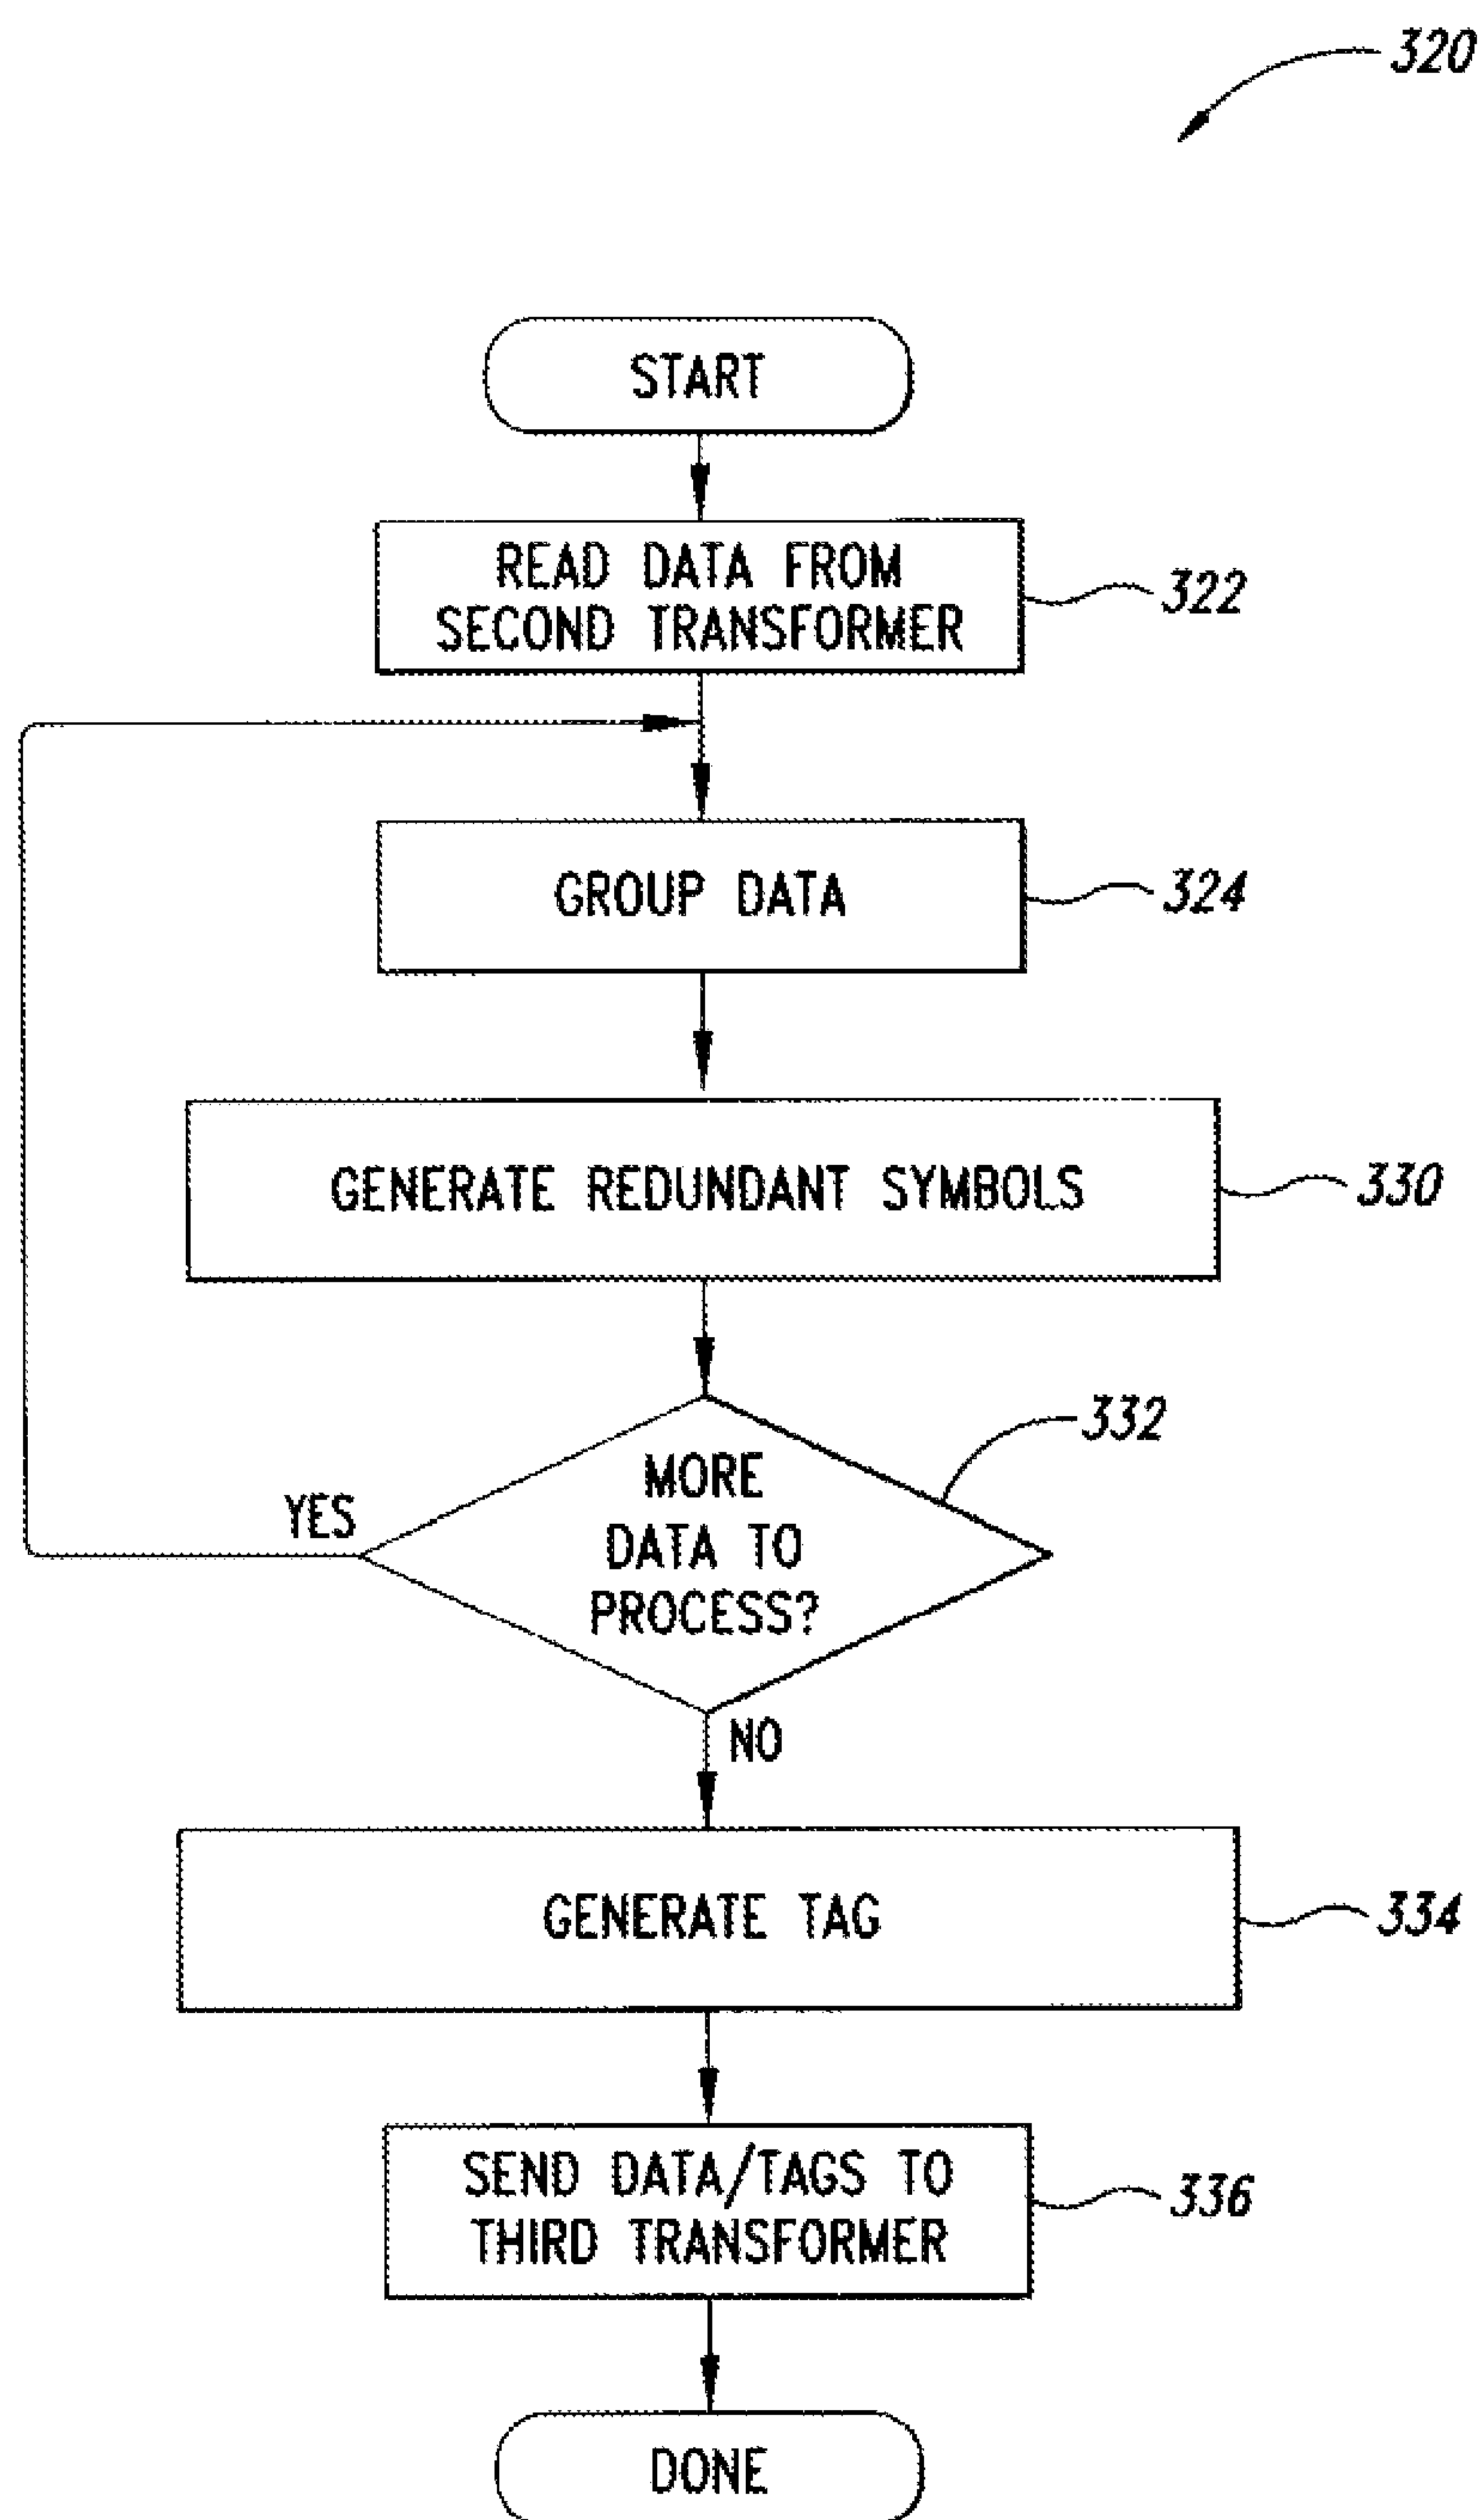 320
START
READ DATA FROM
SECOND TRANSFORMER
322
GROUP DATA
324
GENERATE REDUNDANT SYMBOLS
330
332
MORE
DATA TO
PROCESS?
YES
NO
GENERATE TAG
334
SEND DATA/TAGS TO
THIRD TRANSFORMER
336
DONE